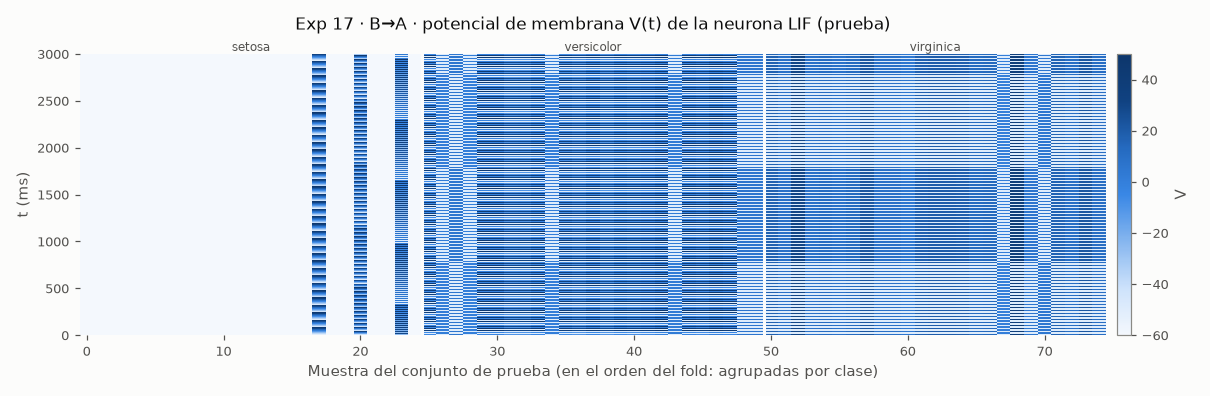 Exp 17 · B→A · potencial de membrana V(t) de la neurona LIF (prueba)
setosa versicolor virginica
3000
2500
2000
1500
1000
500
0
t (ms)
0 10 20 30 40 50 60 70
Muestra del conjunto de prueba (en el orden del fold: agrupadas por clase)
40
20
0
−20
−40
−60
V